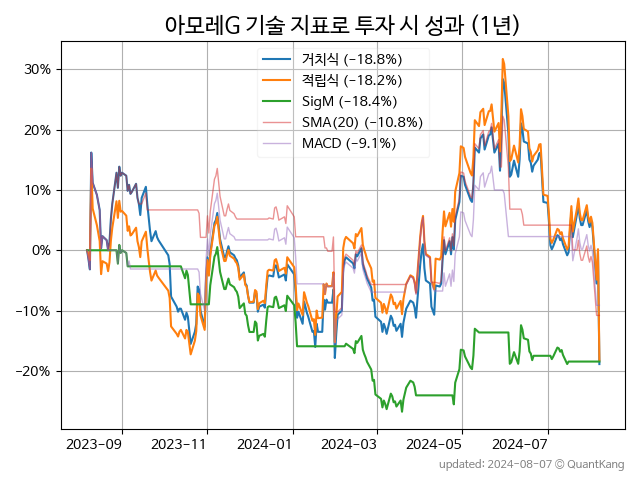 아모레G 기술 지표로 투자 시 성과 (1년)
거치식 (−18.8%)
적립식 (−18.2%)
SigM (−18.4%)
SMA(20) (−10.8%)
MACD (−9.1%)
30%
20%
10%
0%
−10%
−20%
2023-09 2023-11 2024-01 2024-03 2024-05 2024-07
updated: 2024-08-07 © QuantKang